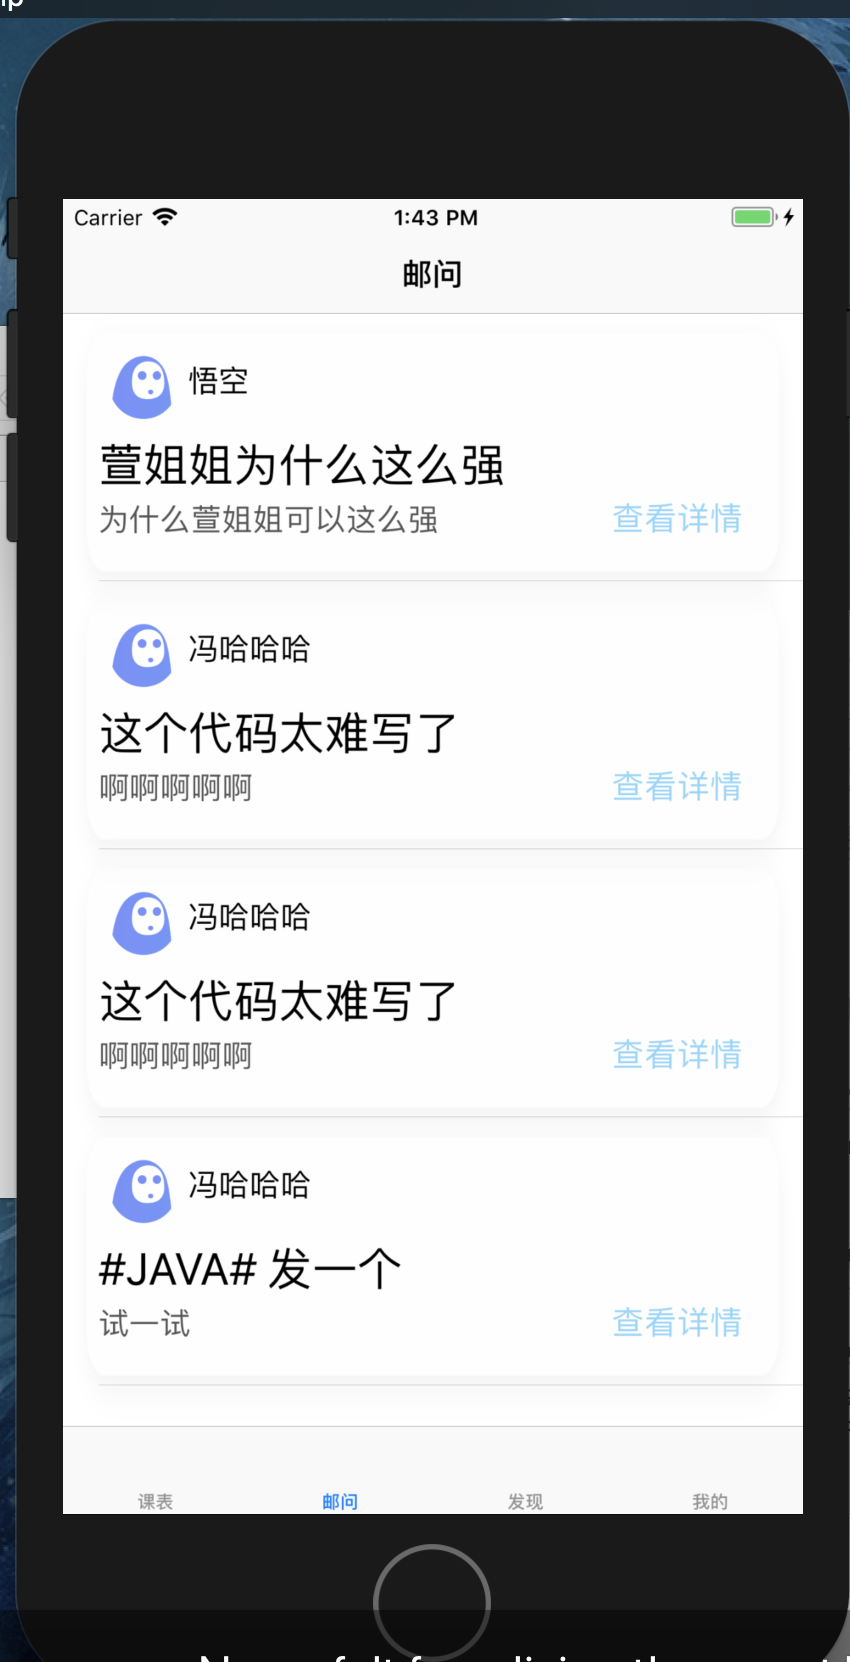 Carrier
1:43 PM
邮问
悟空
萱姐姐为什么这么强
为什么萱姐姐可以这么强
查看详情
冯哈哈哈
这个代码太难写了
啊啊啊啊啊
查看详情
冯哈哈哈
这个代码太难写了
啊啊啊啊啊
查看详情
冯哈哈哈
#JAVA# 发一个
试一试
查看详情
课表
邮问
发现
我的